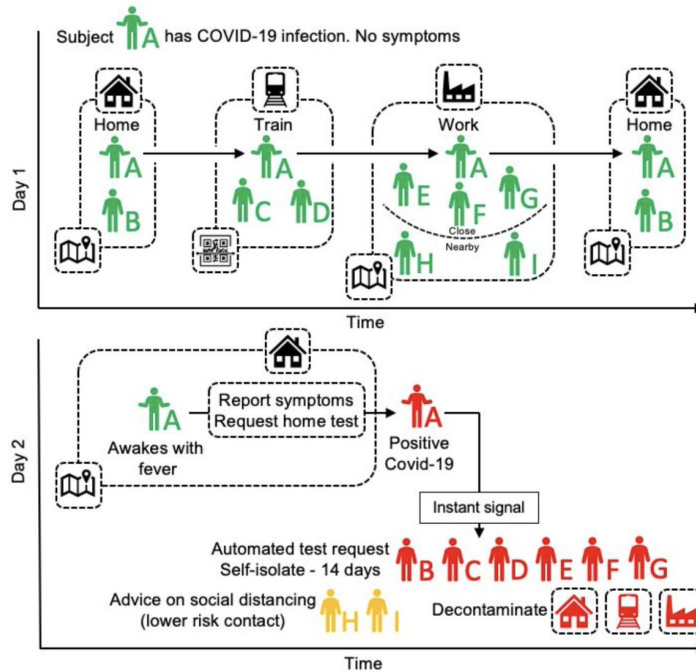 Subject A has COVID-19 infection. No symptoms
Day 1
Home
Train
Work
Home
A
A
A
A
B
C
D
E
F
G
B
Close
Nearby
H
I
Time
Day 2
A
Report symptoms
Request home test
A
Awakes with
fever
Positive
Covid-19
Instant signal
Automated test request
Self-isolate - 14 days
B C D E F G
Advice on social distancing
(lower risk contact)
H I
Decontaminate
Time